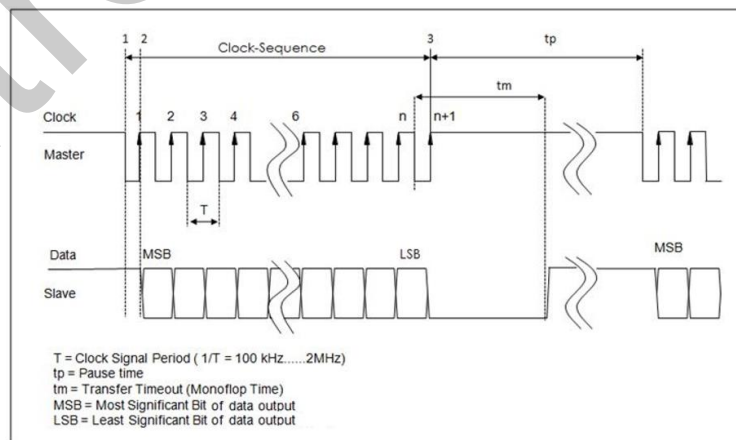 1 2 3 tp
Clock-Sequence
tm
Clock 1 2 3 4 6 n n+1
Master
T
Data MSB LSB MSB
Slave
T = Clock Signal Period ( 1/T = 100 kHz......2MHz)
tp = Pause time
tm = Transfer Timeout (Monoflop Time)
MSB = Most Significant Bit of data output
LSB = Least Significant Bit of data output